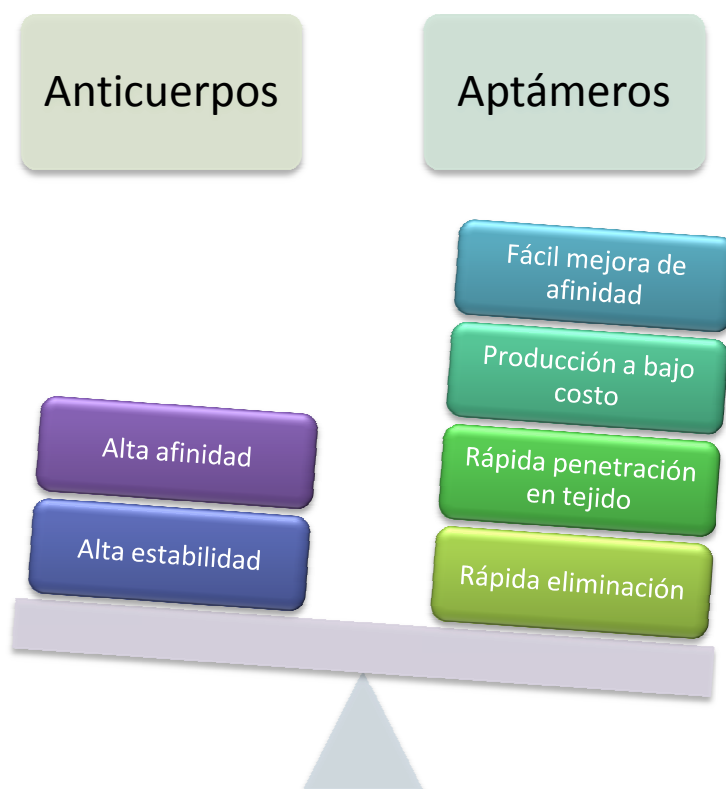 Anticuerpos
Aptámeros
Fácil mejora de
afinidad
Producción a bajo
costo
Alta afinidad
Rápida penetración
en tejido
Alta estabilidad
Rápida eliminación